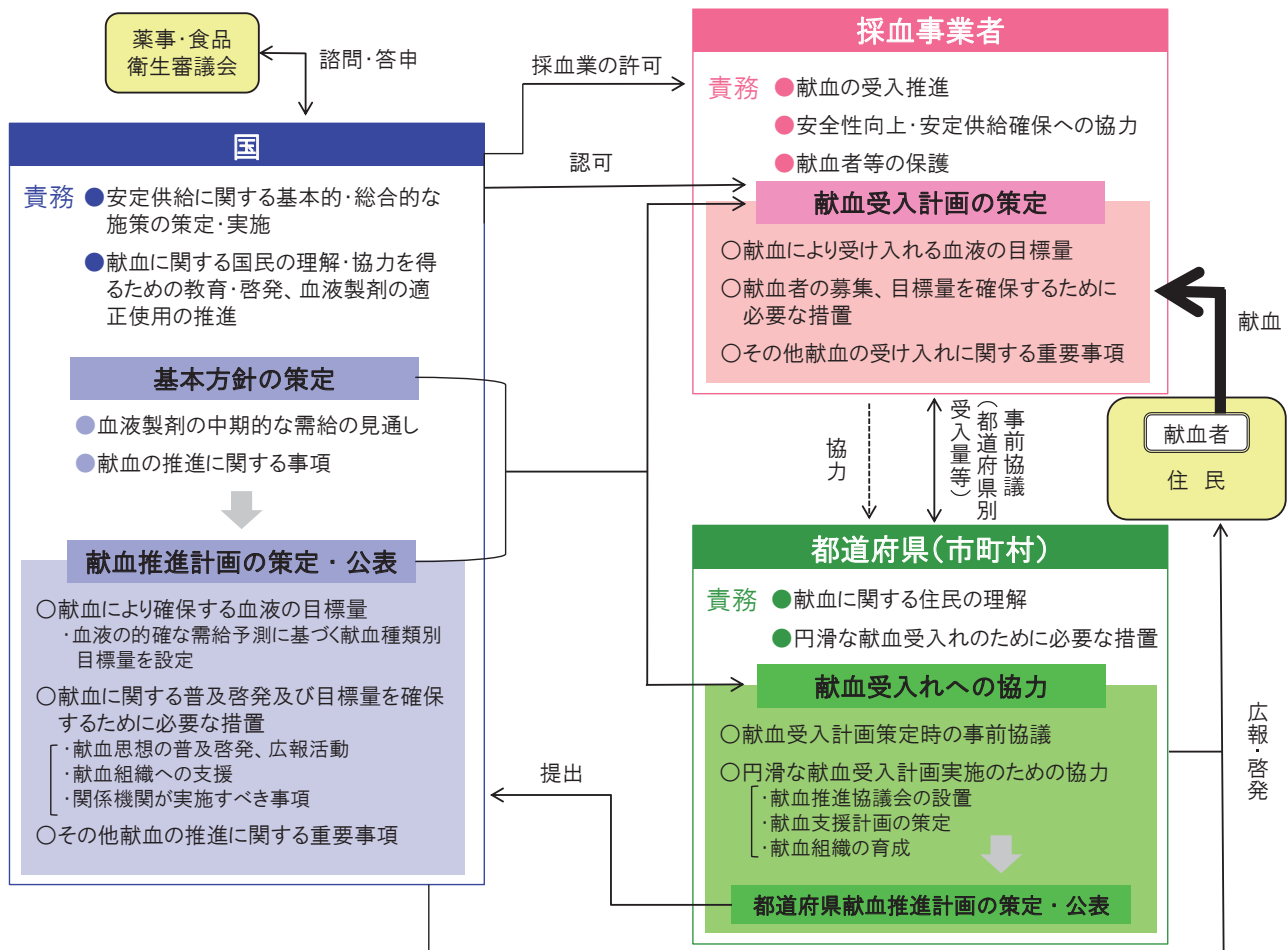 薬事・食品
衛生審議会
諮問・答申
国
責務
●安定供給に関する基本的・総合的な
施策の策定・実施
●献血に関する国民の理解・協力を得
るための教育・啓発、血液製剤の適
正使用の推進
基本方針の策定
●血液製剤の中期的な需給の見通し
●献血の推進に関する事項
献血推進計画の策定・公表
○献血により確保する血液の目標量
・血液の的確な需給予測に基づく献血種類別
目標量を設定
○献血に関する普及啓発及び目標量を確保
するために必要な措置
・献血思想の普及啓発、広報活動
・献血組織への支援
・関係機関が実施すべき事項
○その他献血の推進に関する重要事項
採血業の許可
認可
提出
採血事業者
責務
●献血の受入推進
●安全性向上・安定供給確保への協力
●献血者等の保護
献血受入計画の策定
○献血により受け入れる血液の目標量
○献血者の募集、目標量を確保するために
必要な措置
○その他献血の受け入れに関する重要事項
協力
事前協議
（都道府県別
受入量等）
都道府県（市町村）
責務
●献血に関する住民の理解
●円滑な献血受入れのために必要な措置
献血受入れへの協力
○献血受入計画策定時の事前協議
○円滑な献血受入計画実施のための協力
・献血推進協議会の設置
・献血支援計画の策定
・献血組織の育成
都道府県献血推進計画の策定・公表
献血
献血者
住 民
広報・啓発